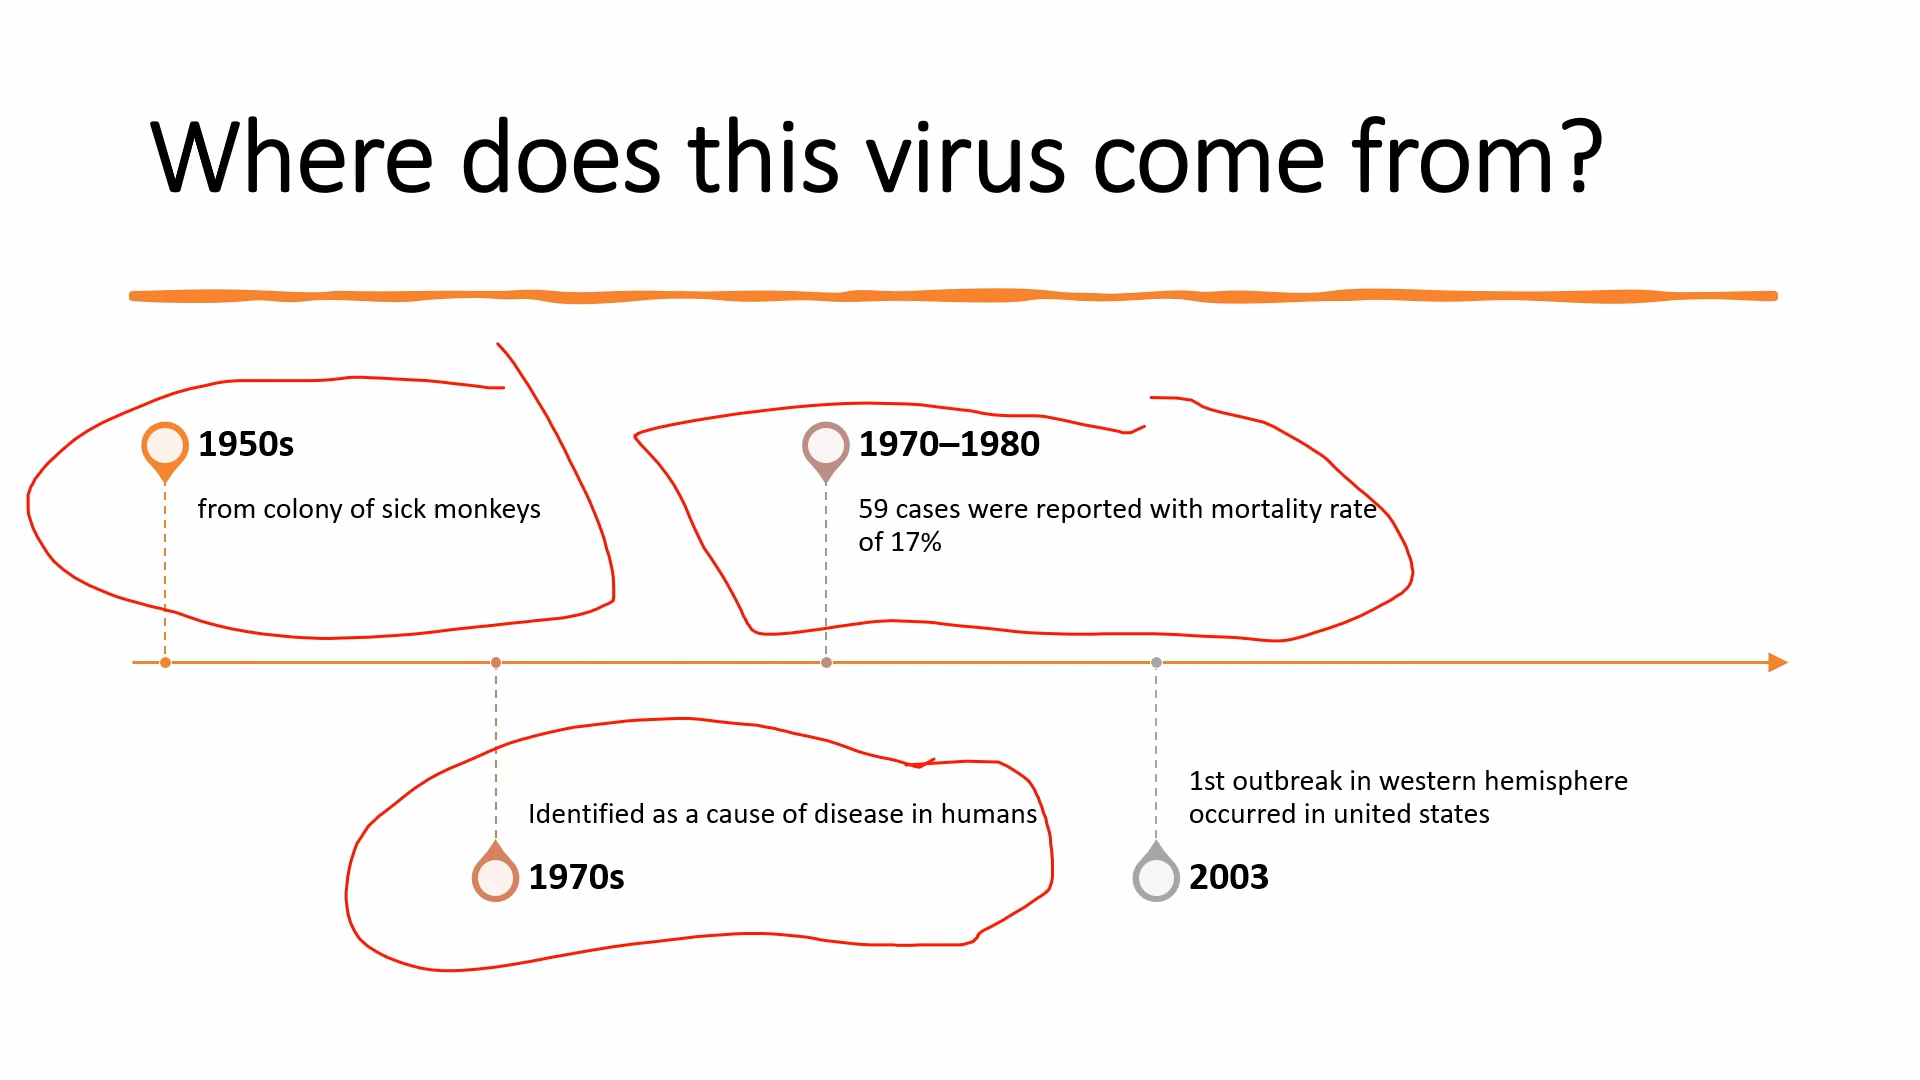 Where does this virus come from?
1950s
from colony of sick monkeys
1970–1980
59 cases were reported with mortality rate
of 17%
Identified as a cause of disease in humans
1970s
1st outbreak in western hemisphere
occurred in united states
2003